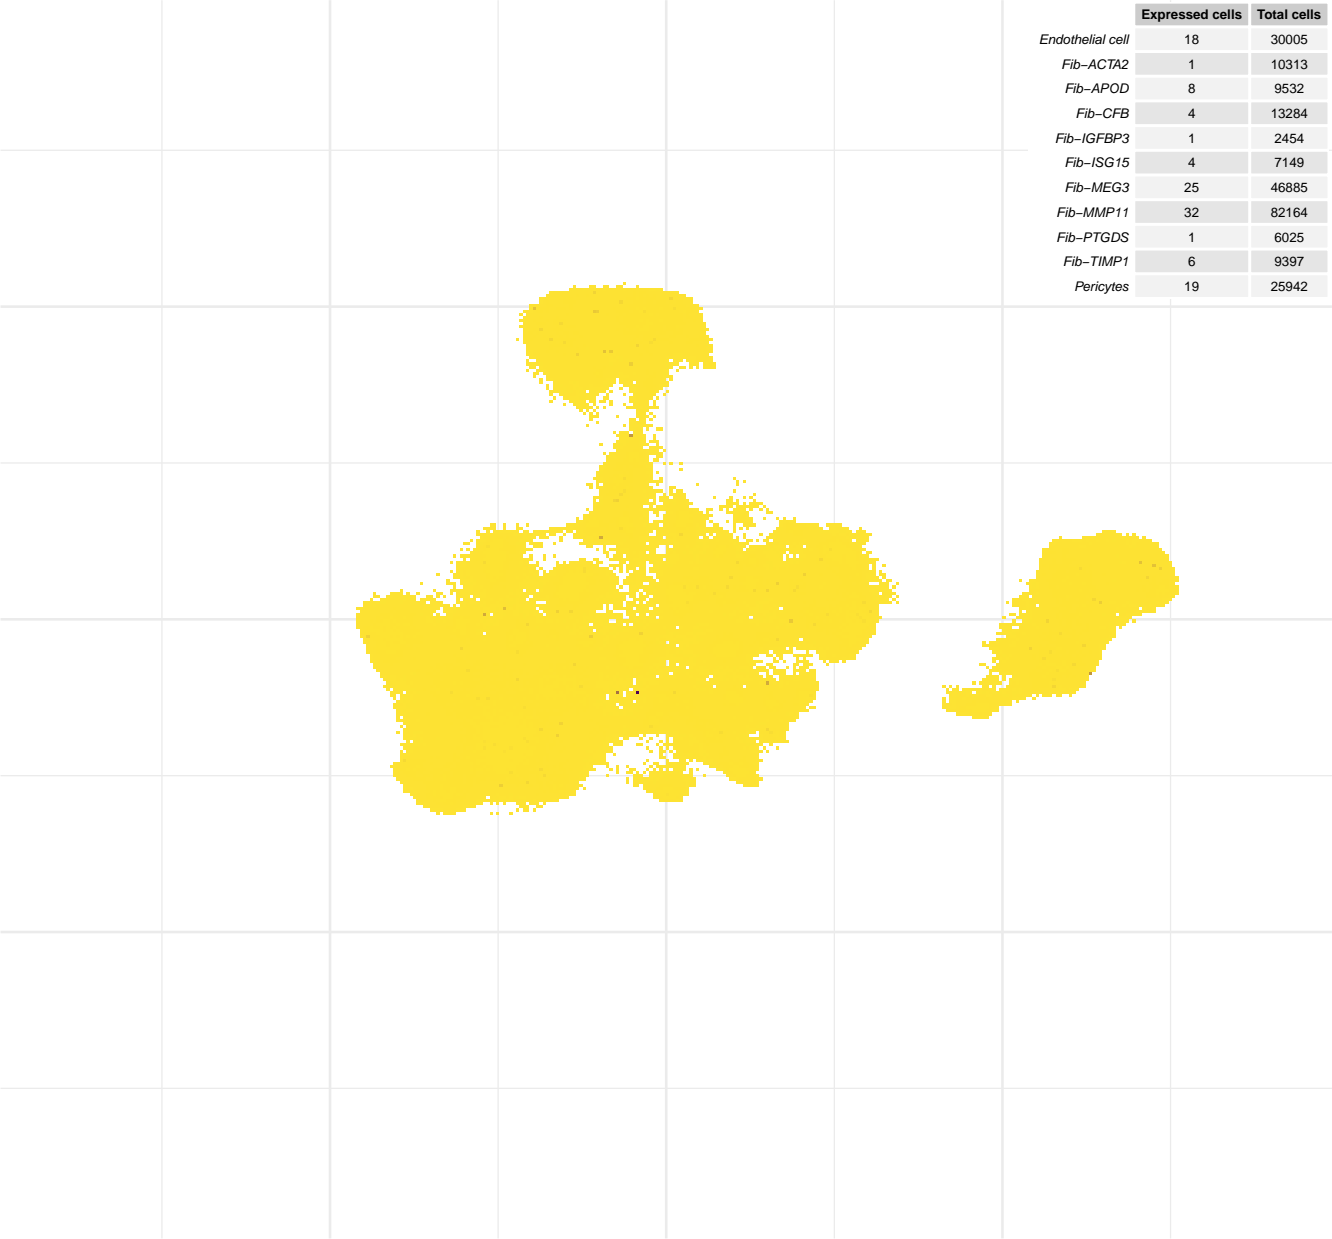 Expressed cells Total cells
Endothelial cell 18 30005
Fib−ACTA2 1 10313
Fib−APOD 8 9532
Fib−CFB 4 13284
Fib−IGFBP3 1 2454
Fib−ISG15 4 7149
Fib−MEG3 25 46885
Fib−MMP11 32 82164
Fib−PTGDS 1 6025
Fib−TIMP1 6 9397
Pericytes 19 25942